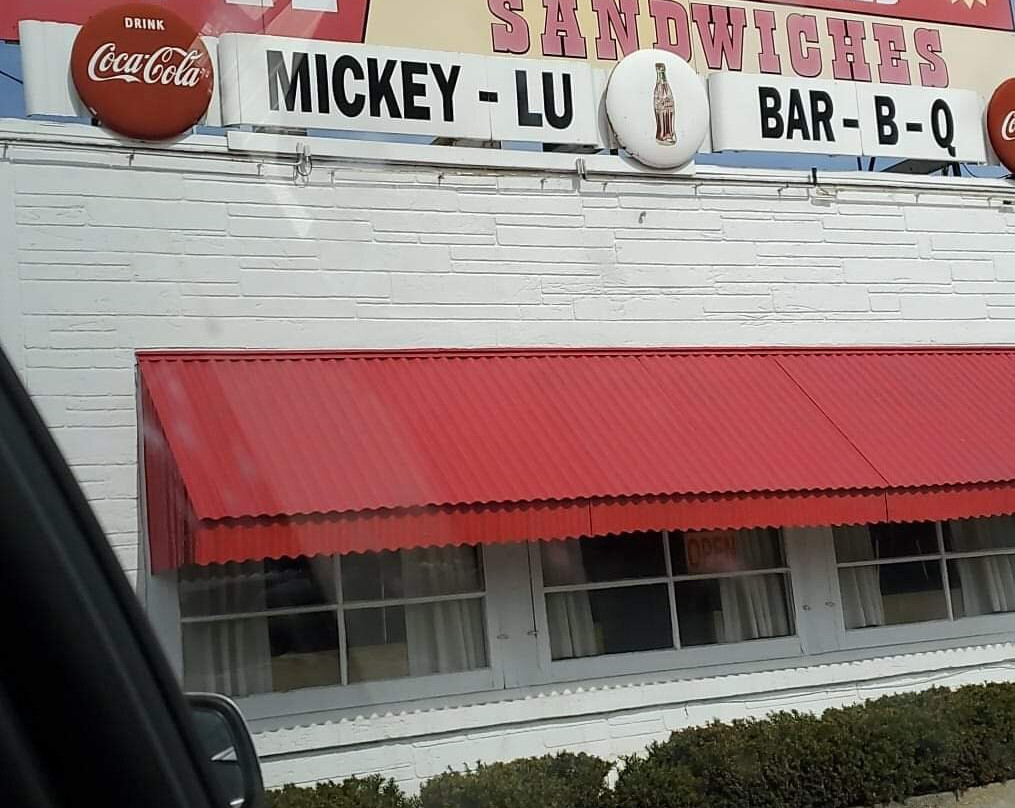 SANDWICHES
DRINK
Coca-Cola
MICKEY - LU
BAR - B - Q
OPEN